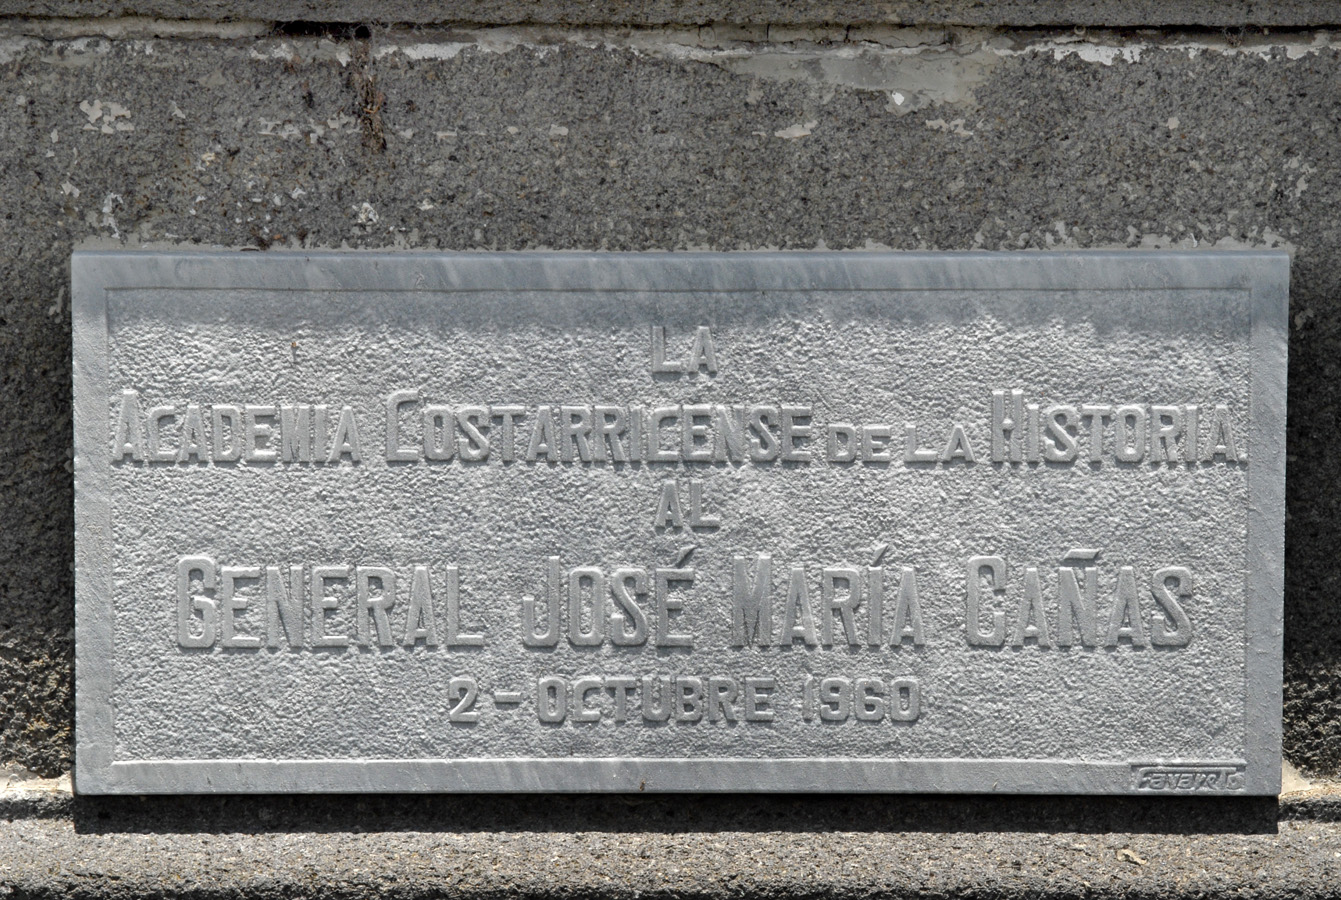 LA
ACADEMIA COSTARRICENSE DE LA HISTORIA.
AL
GENERAL JOSÉ MARÍA CAÑAS
2-OCTUBRE 1960